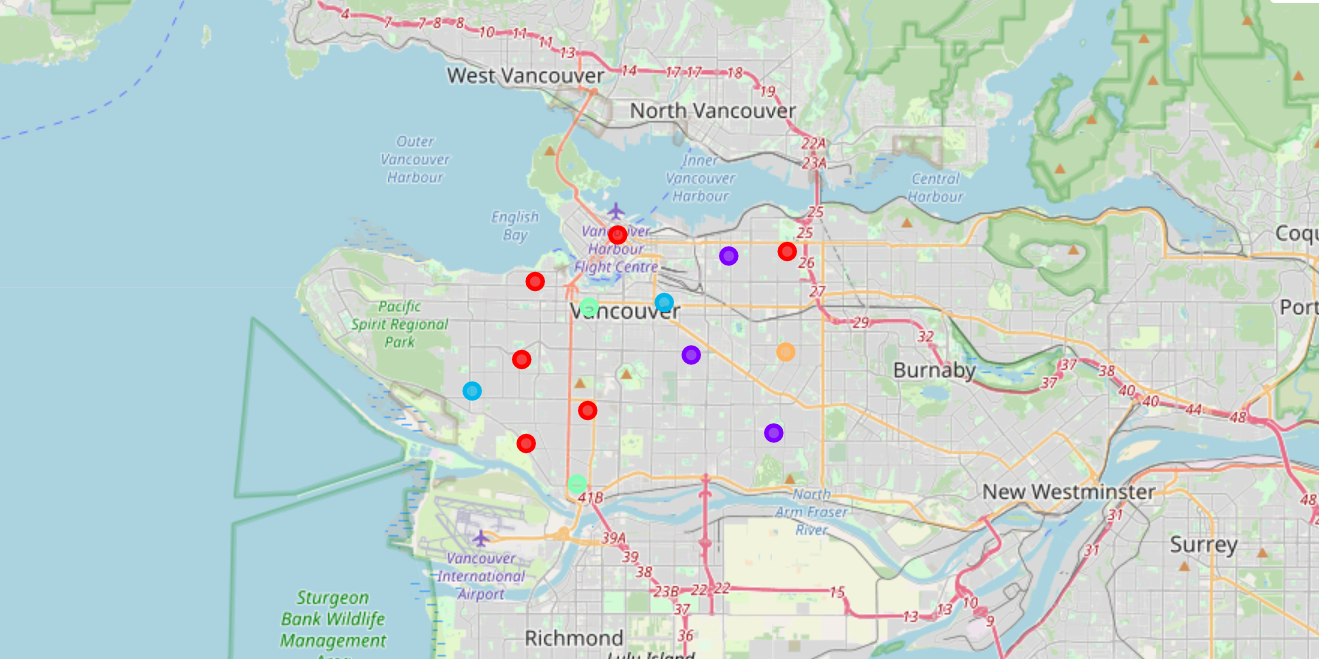 4
7
7
8
8
10
11
11
11
13
West Vancouver
14
17
17
18
19
North Vancouver
22A
23A
Outer
Vancouver
Harbour
Inner
Vancouver
Harbour
Central
Harbour
English
Bay
25
25
26
27
Harbour
Flight Centre
Coqu
Port
Pacific
Spirit Regional
Park
Vancouver
29
32
Burnaby
37
37
38
40
40
44
48
48
41B
North
Arm Fraser
River
New Westminster
31
31
Surrey
39A
39
38
23B
22
22
37
36
15
13
13
10
9
Vancouver
International
Airport
Sturgeon
Bank Wildlife
Management
Area
Richmond
Lulu Island